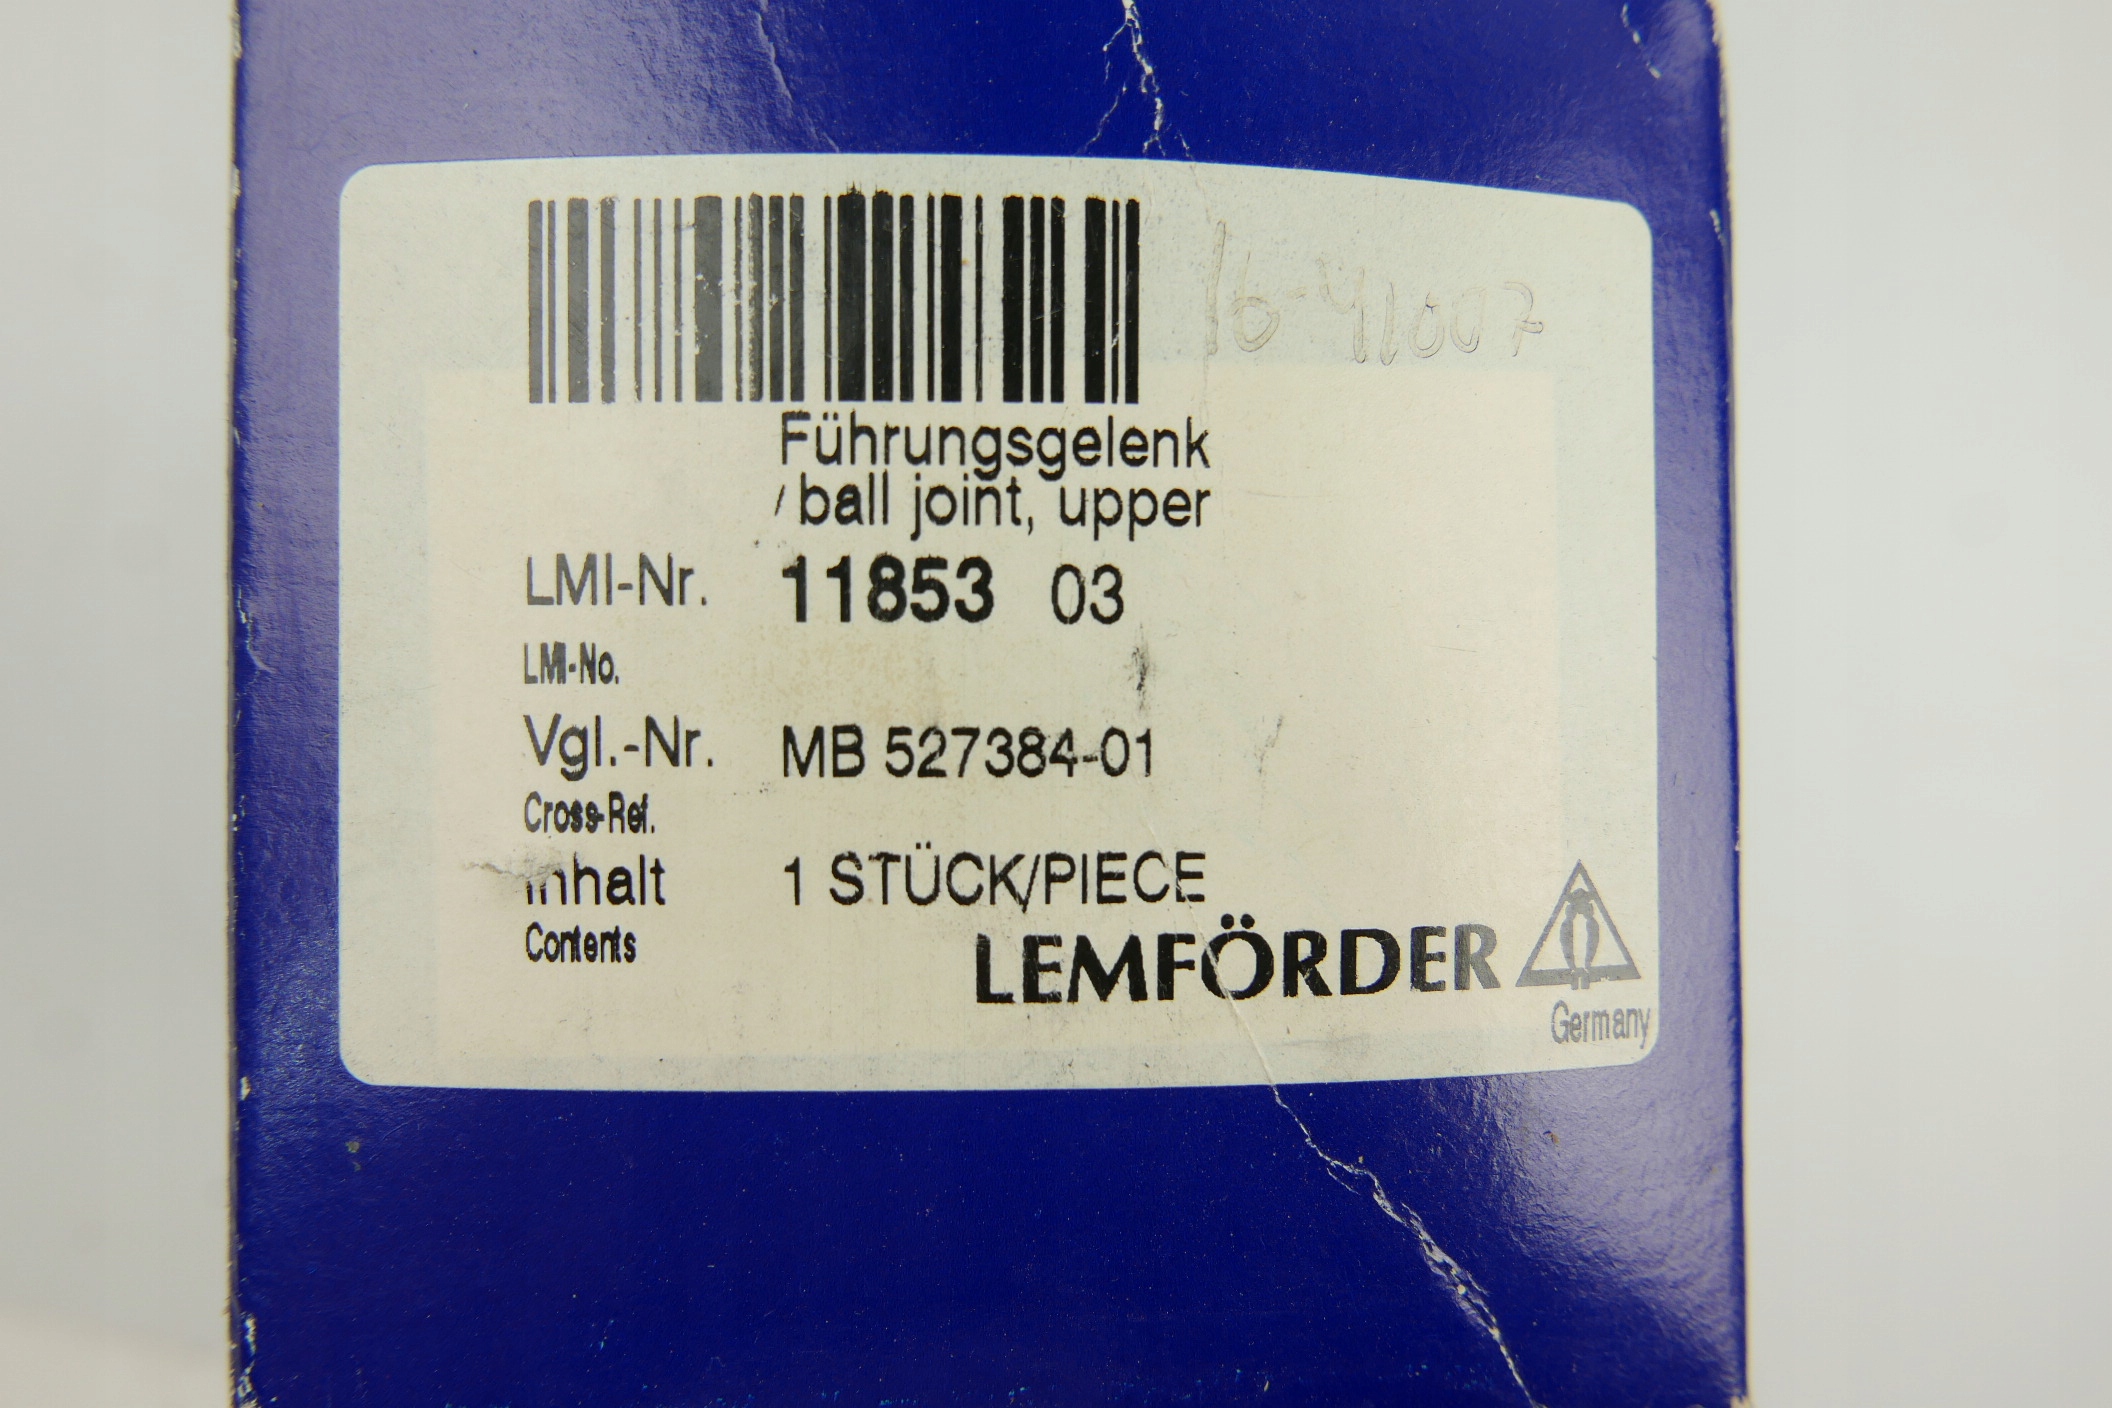 16-41007
Führungsgelenk
/ball joint, upper
LMI-Nr. 11853 03
LMI-No.
Vgl.-Nr. MB 527384-01
Cross-Ref.
Inhalt 1 STÜCK/PIECE
Contents
LEMFÖRDER
Germany